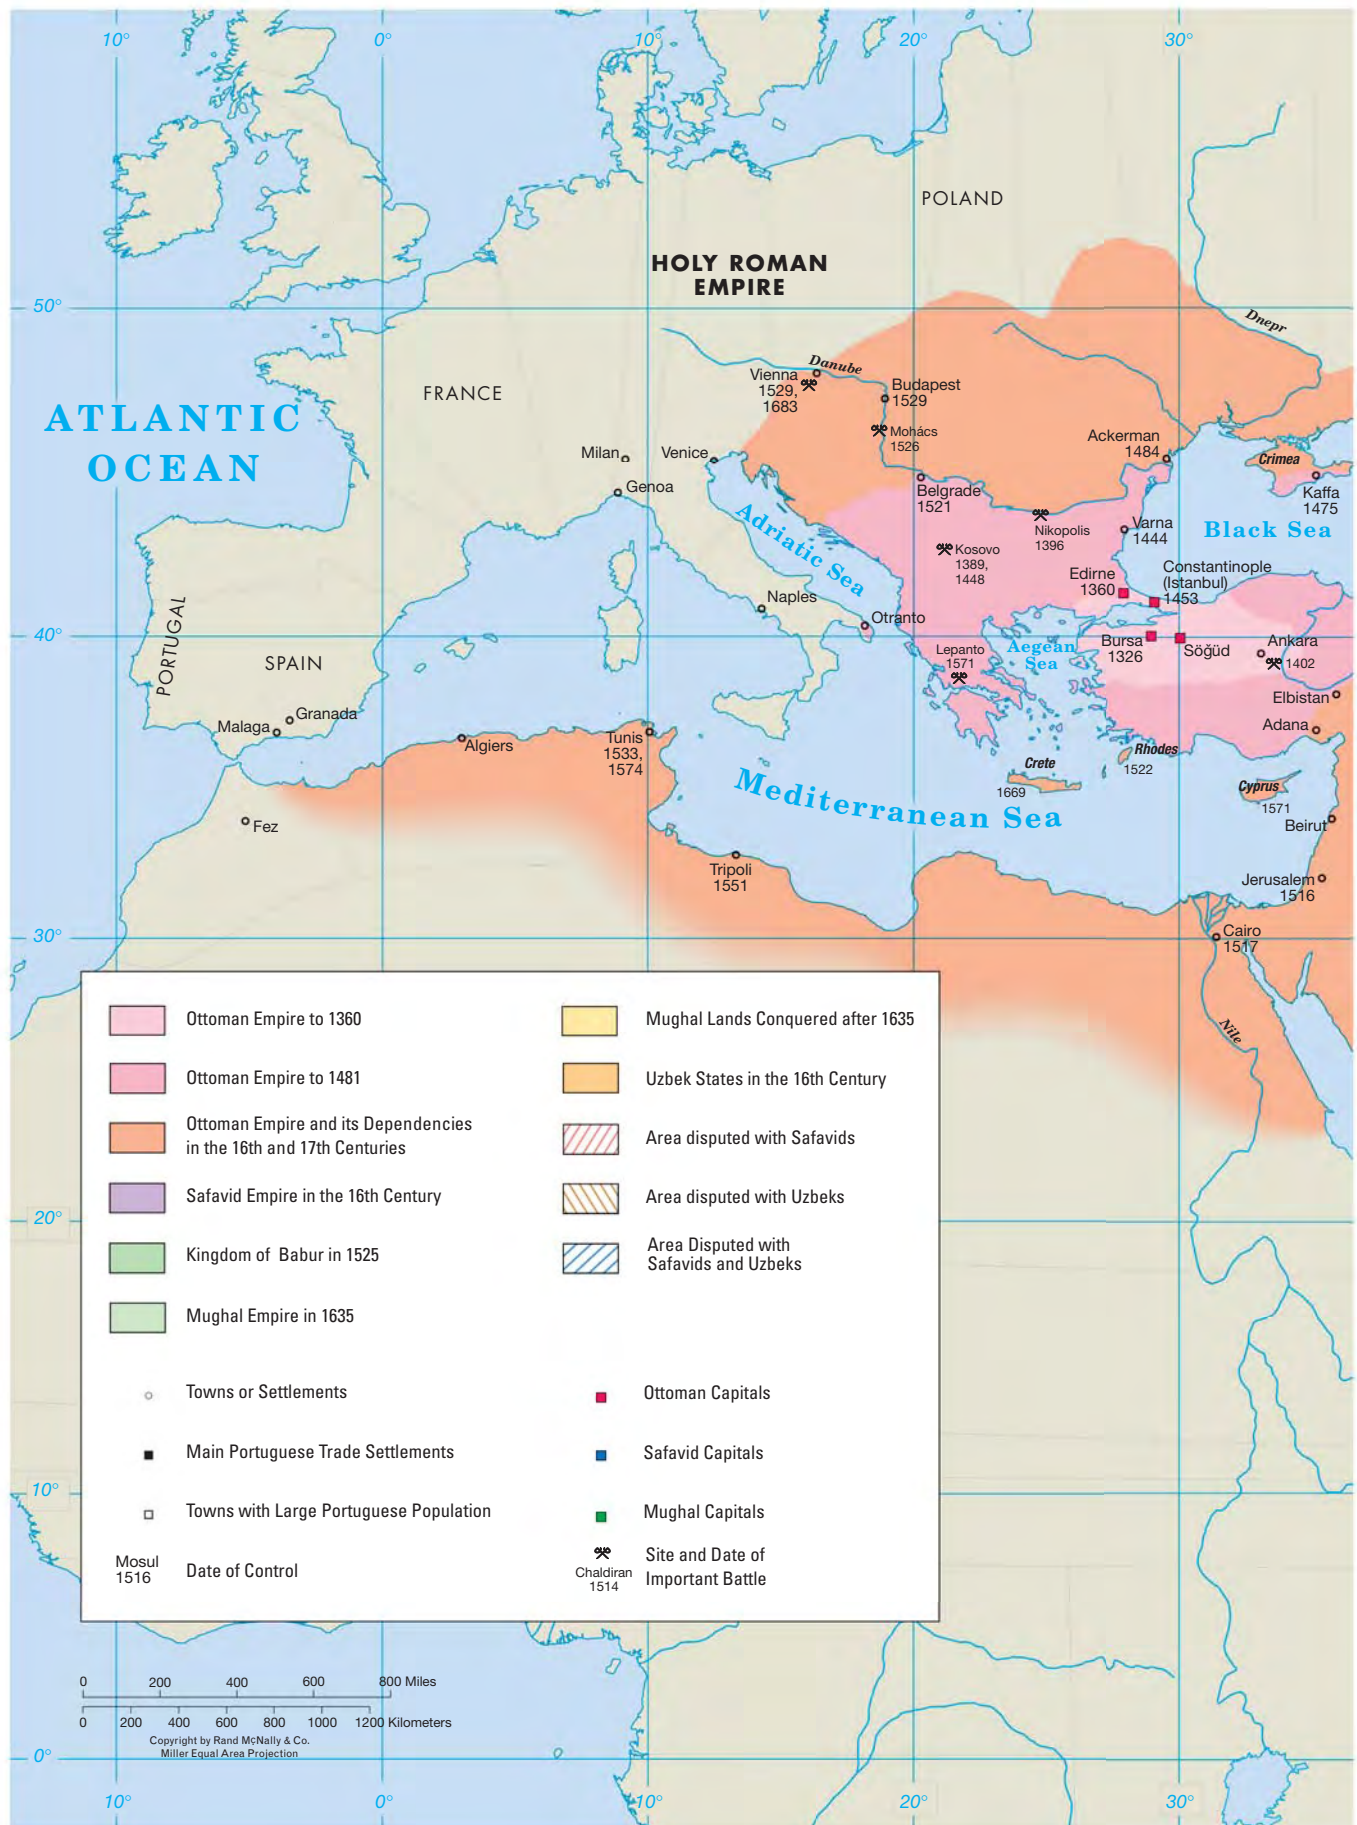 10°
0°
10°
20°
30°
POLAND
HOLY ROMAN
EMPIRE
50°
Dnepr
Danube
Vienna
1529,
1683
Budapest
1529
FRANCE
ATLANTIC
OCEAN
Mohács
1526
Ackerman
1484
Crimea
Milan
Venice
Genoa
Belgrade
1521
Kaffa
1475
Adriatic Sea
Nikopolis
1396
Varna
1444
Black Sea
Kosovo
1389,
1448
Edirne
1360
Constantinople
(Istanbul)
1453
Naples
Otranto
40°
PORTUGAL
SPAIN
Lepanto
1571
Aegean
Sea
Bursa
1326
Söğüd
Ankara
1402
Elbistan
Granada
Malaga
Algiers
Tunis
1533,
1574
Adana
Rhodes
1522
Crete
1669
Cyprus
1571
Mediterranean Sea
Fez
Beirut
Tripoli
1551
Jerusalem
1516
30°
Cairo
1517
Nile
Ottoman Empire to 1360
Ottoman Empire to 1481
Ottoman Empire and its Dependencies
in the 16th and 17th Centuries
Safavid Empire in the 16th Century
Kingdom of Babur in 1525
Mughal Empire in 1635
Mughal Lands Conquered after 1635
Uzbek States in the 16th Century
Area disputed with Safavids
Area disputed with Uzbeks
Area Disputed with
Safavids and Uzbeks
20°
Towns or Settlements
Main Portuguese Trade Settlements
Towns with Large Portuguese Population
Mosul
1516
Date of Control
Ottoman Capitals
Safavid Capitals
Mughal Capitals
Chaldiran
1514
Site and Date of
Important Battle
10°
0 200 400 600 800 Miles
0 200 400 600 800 1000 1200 Kilometers
Copyright by Rand McNally & Co.
Miller Equal Area Projection
0°
10°
0°
10°
20°
30°